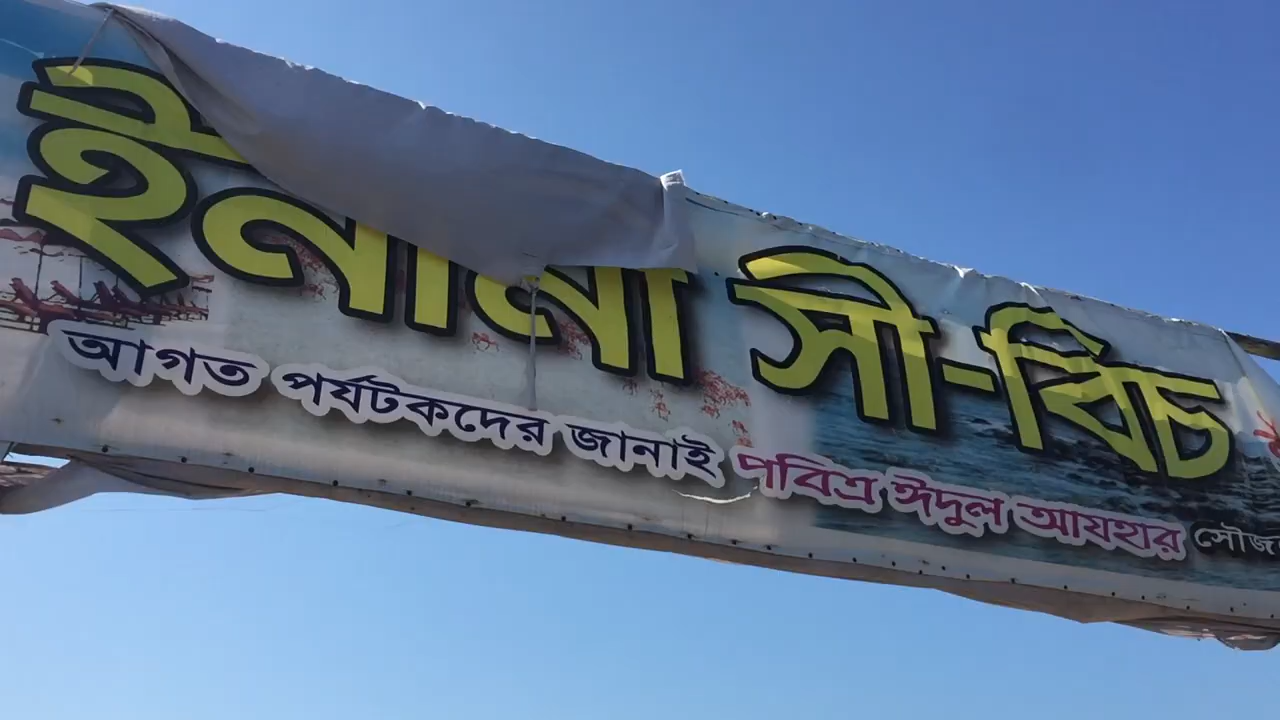 ইনানী সী-বিচ
আগত পর্যটকদের জানাই পবিত্র ঈদুল আযহার